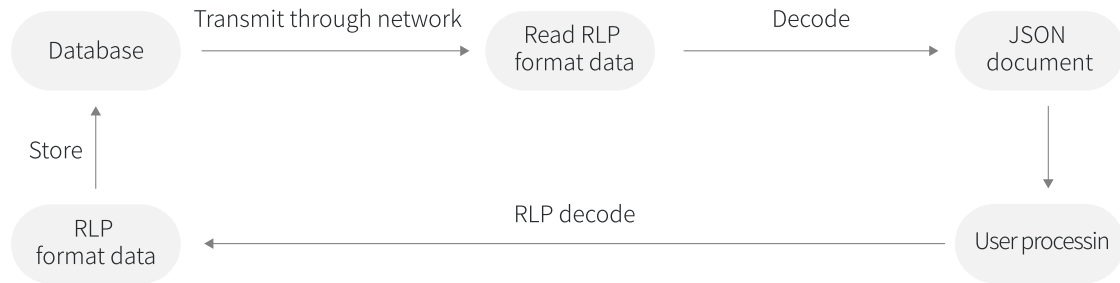 Transmit through network
Decode
Database
Read RLP
format data
JSON
document
Store
RLP decode
RLP
format data
User processin